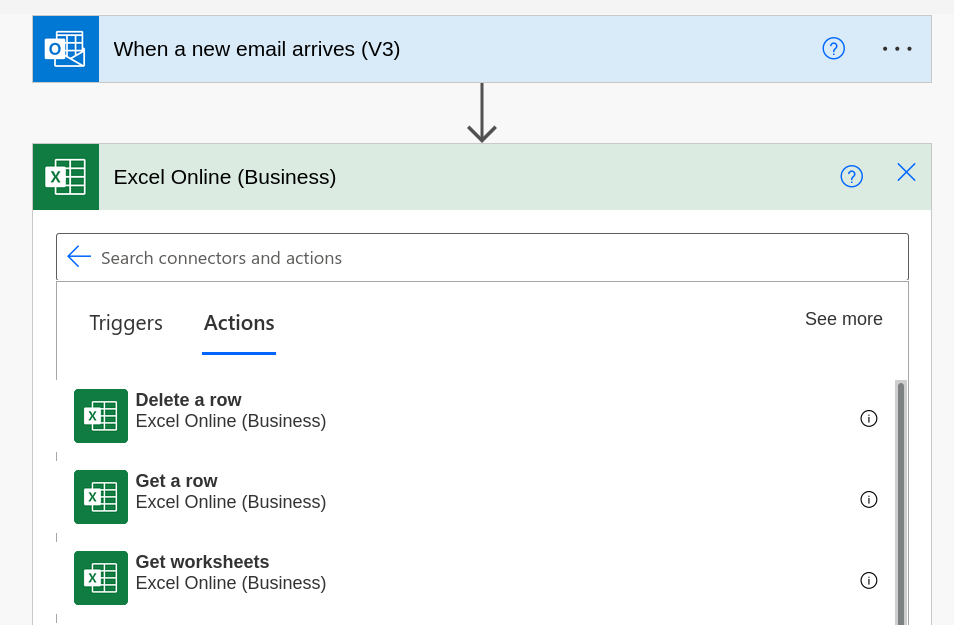 When a new email arrives (V3)
Excel Online (Business)
Search connectors and actions
Triggers Actions See more
Delete a row
Excel Online (Business)
Get a row
Excel Online (Business)
Get worksheets
Excel Online (Business)